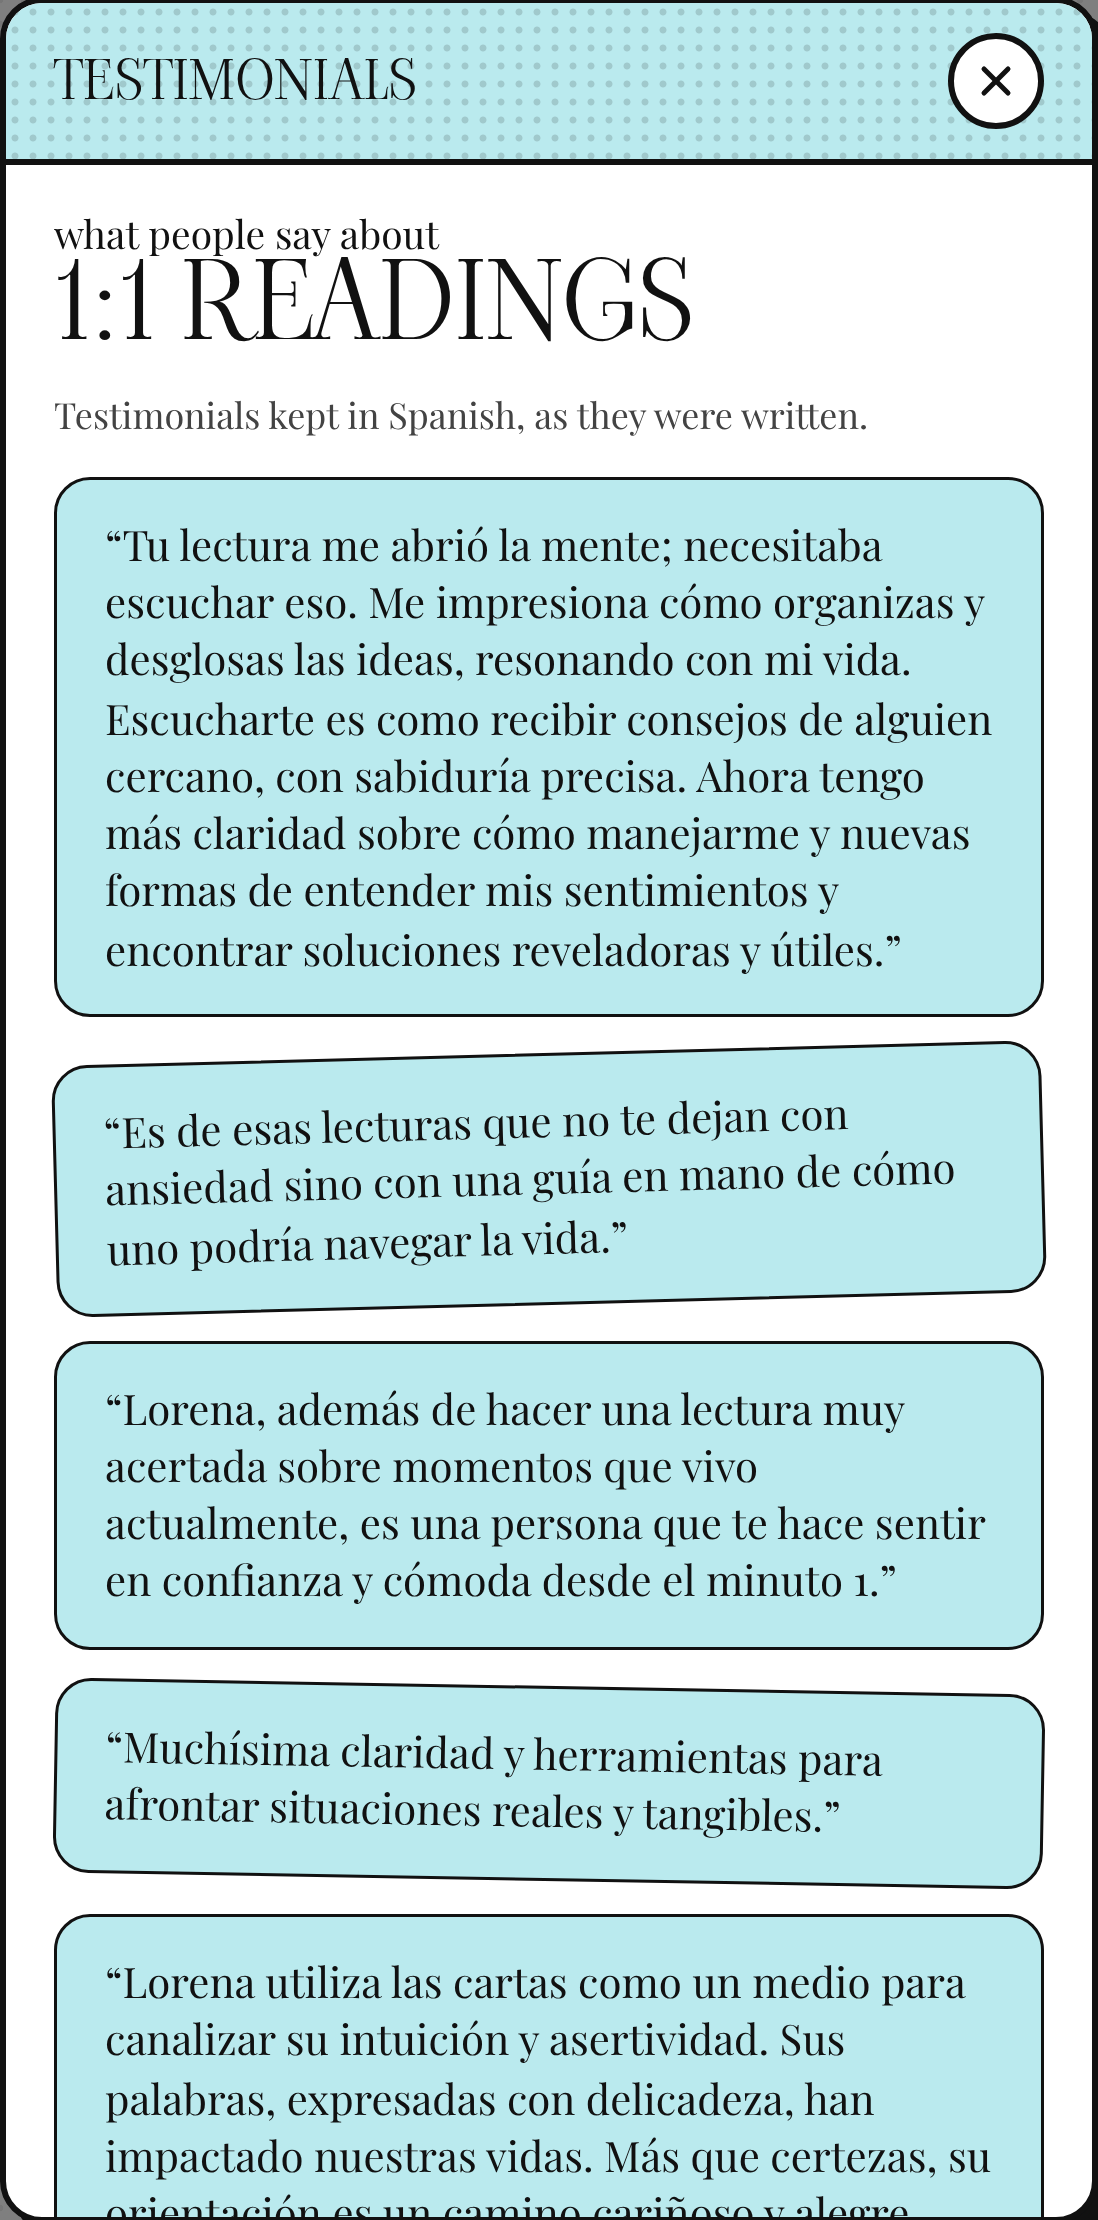 TESTIMONIALS
what people say about
1:1 READINGS
Testimonials kept in Spanish, as they were written.
“Tu lectura me abrió la mente; necesitaba
escuchar eso. Me impresiona cómo organizas y
desglosas las ideas, resonando con mi vida.
Escucharte es como recibir consejos de alguien
cercano, con sabiduría precisa. Ahora tengo
más claridad sobre cómo manejarme y nuevas
formas de entender mis sentimientos y
encontrar soluciones reveladoras y útiles.”
“Es de esas lecturas que no te dejan con
ansiedad sino con una guía en mano de cómo
uno podría navegar la vida.”
“Lorena, además de hacer una lectura muy
acertada sobre momentos que vivo
actualmente, es una persona que te hace sentir
en confianza y cómoda desde el minuto 1.”
“Muchísima claridad y herramientas para
afrontar situaciones reales y tangibles.”
“Lorena utiliza las cartas como un medio para
canalizar su intuición y asertividad. Sus
palabras, expresadas con delicadeza, han
impactado nuestras vidas. Más que certezas, su
orientación es un camino cariñoso y alegre